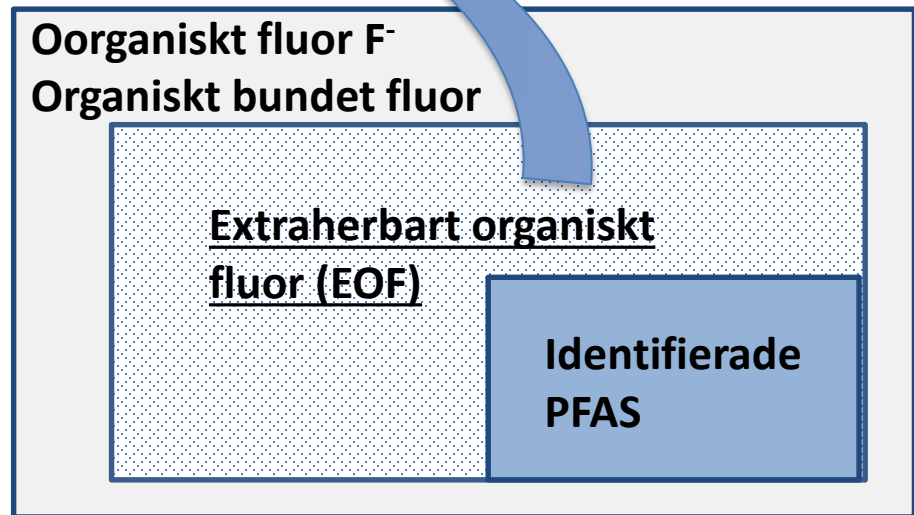 Oorganiskt fluor F⁻
Organiskt bundet fluor
Extraherbart organiskt
fluor (EOF)
Identifierade
PFAS